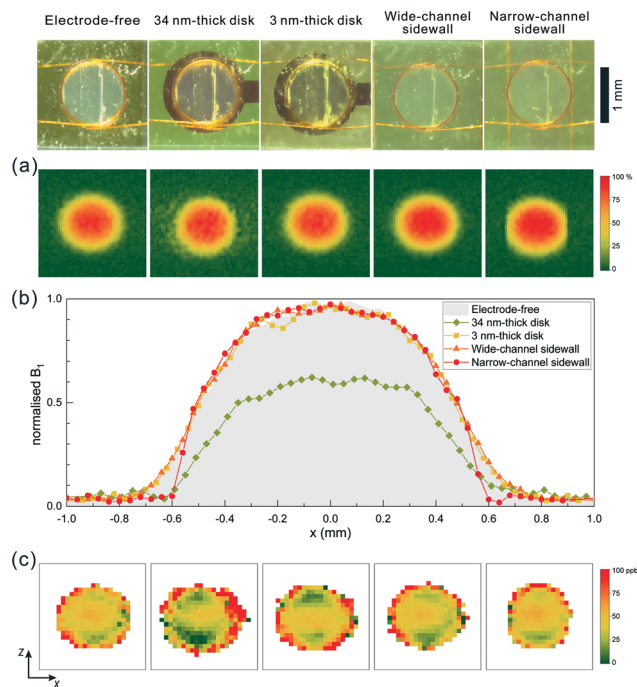 Electrode-free 34 nm-thick disk 3 nm-thick disk Wide-channel sidewall Narrow-channel sidewall
1 mm
(a)
100 %
75
50
25
0
(b)
1.0
0.5
0.0
normalised B1
Electrode-free
34 nm-thick disk
3 nm-thick disk
Wide-channel sidewall
Narrow-channel sidewall
-1.0 -0.8 -0.6 -0.4 -0.2 0.0 0.2 0.4 0.6 0.8 1.0
x (mm)
(c)
100 ppb
75
50
25
0
z
x